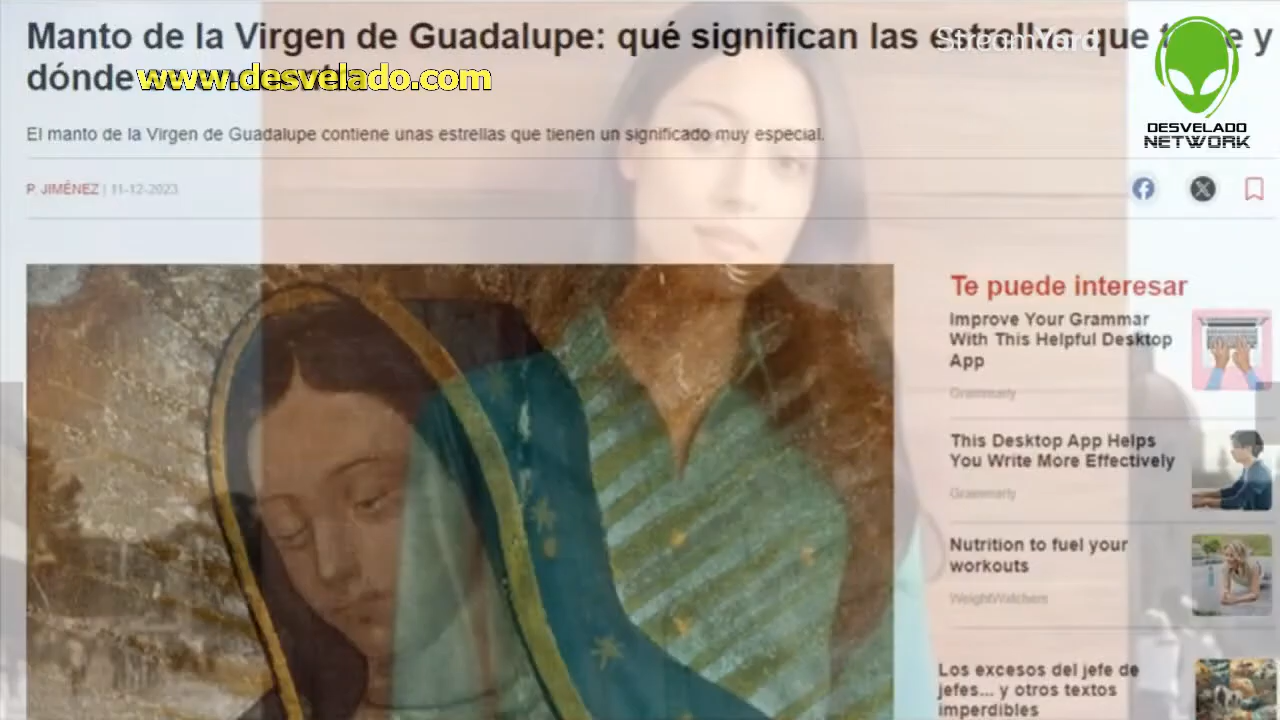 Manto de la Virgen de Guadalupe: qué significan las estrellas que tiene y
StreamYard
dónde
www.desvelado.com
El manto de la Virgen de Guadalupe contiene unas estrellas que tienen un significado muy especial.
DESVELADO
NETWORK
P. JIMÉNEZ | 11-12-2023
Te puede interesar
Improve Your Grammar
With This Helpful Desktop
App
Grammarly
This Desktop App Helps
You Write More Effectively
Grammarly
Nutrition to fuel your
workouts
WeightWatchers
Los excesos del jefe de
jefes... y otros textos
imperdibles